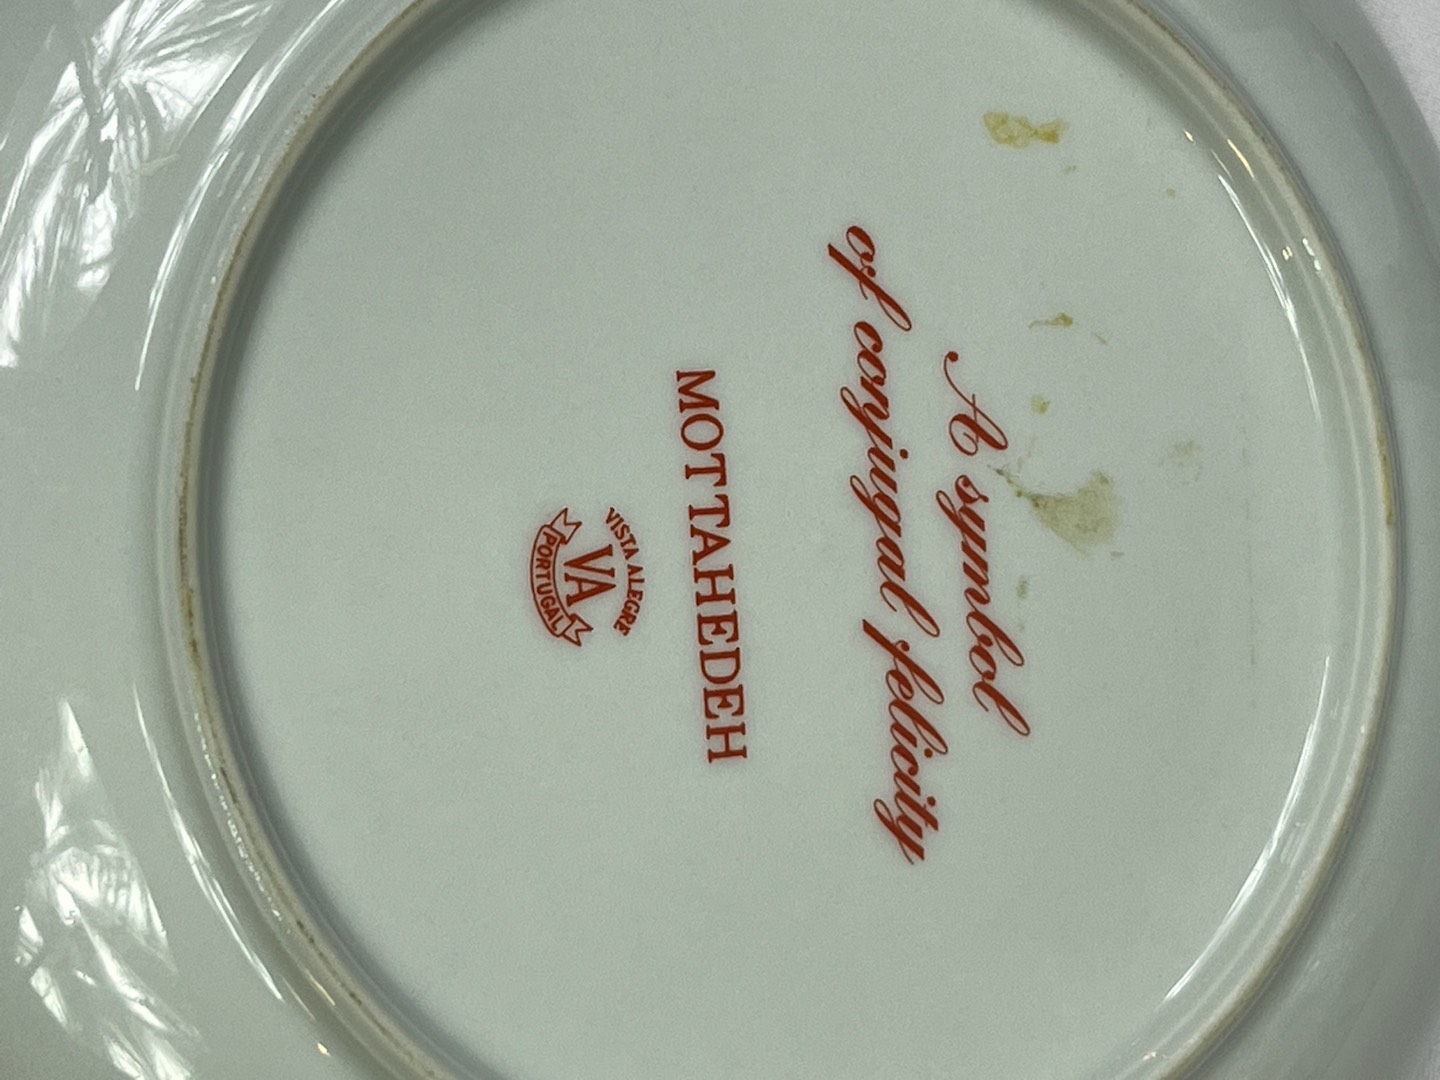 A symbol
of conjugal felicity
MOTTAHEDEH
VISTA ALEGRE
VA
PORTUGAL